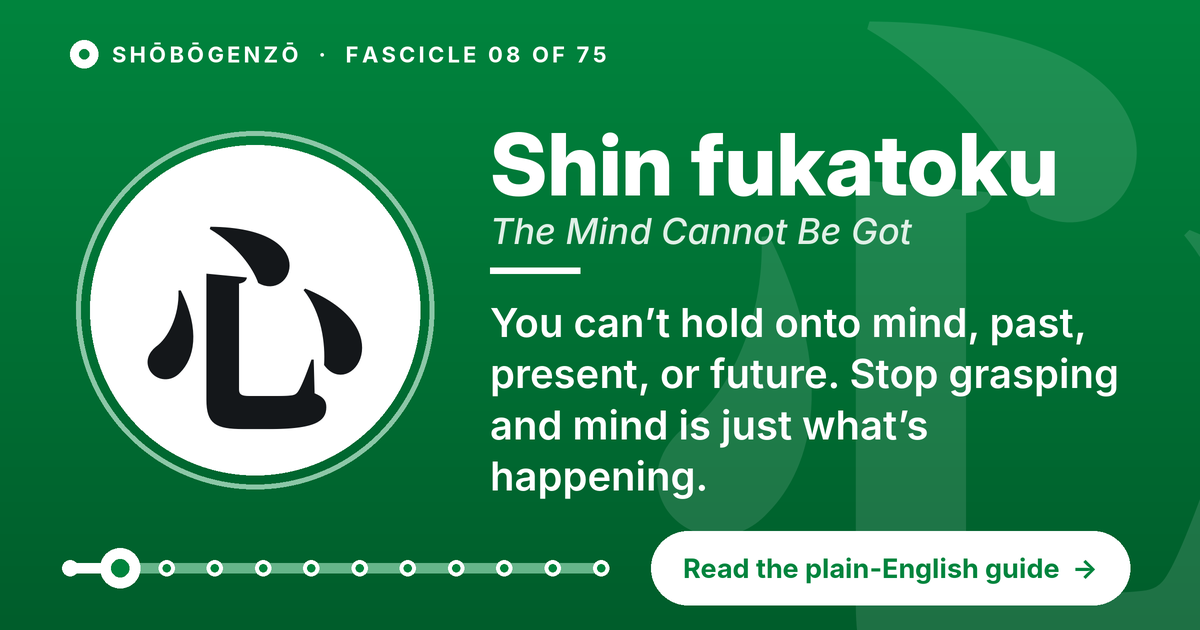 SHŌBŌGENZŌ · FASCICLE 08 OF 75
心
Shin fukatoku
The Mind Cannot Be Got
You can’t hold onto mind, past,
present, or future. Stop grasping
and mind is just what’s
happening.
Read the plain-English guide →